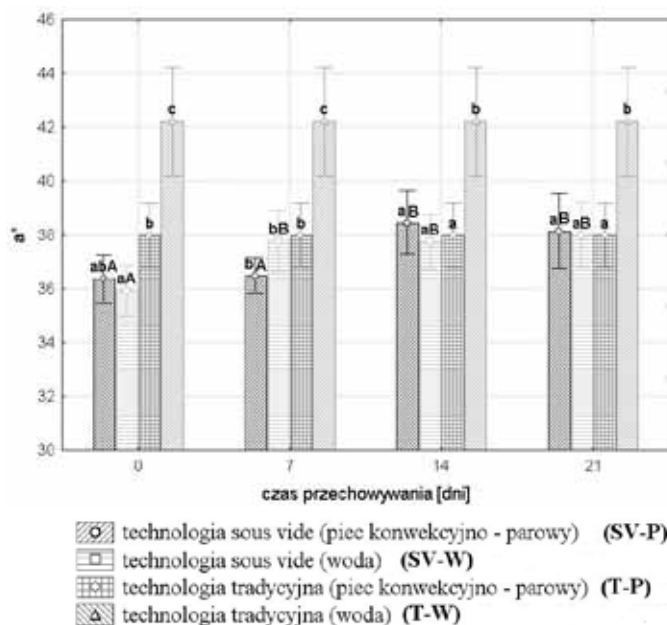 46
44
42
40
38
36
34
32
30
a*
abA aA b c
bA bB b c
aB aB a b
aB aB a b
0 7 14 21
czas przechowywania [dni]
technologia sous vide (piec konwekcyjno - parowy) (SV-P)
technologia sous vide (woda) (SV-W)
technologia tradycyjna (piec konwekcyjno - parowy) (T-P)
technologia tradycyjna (woda) (T-W)